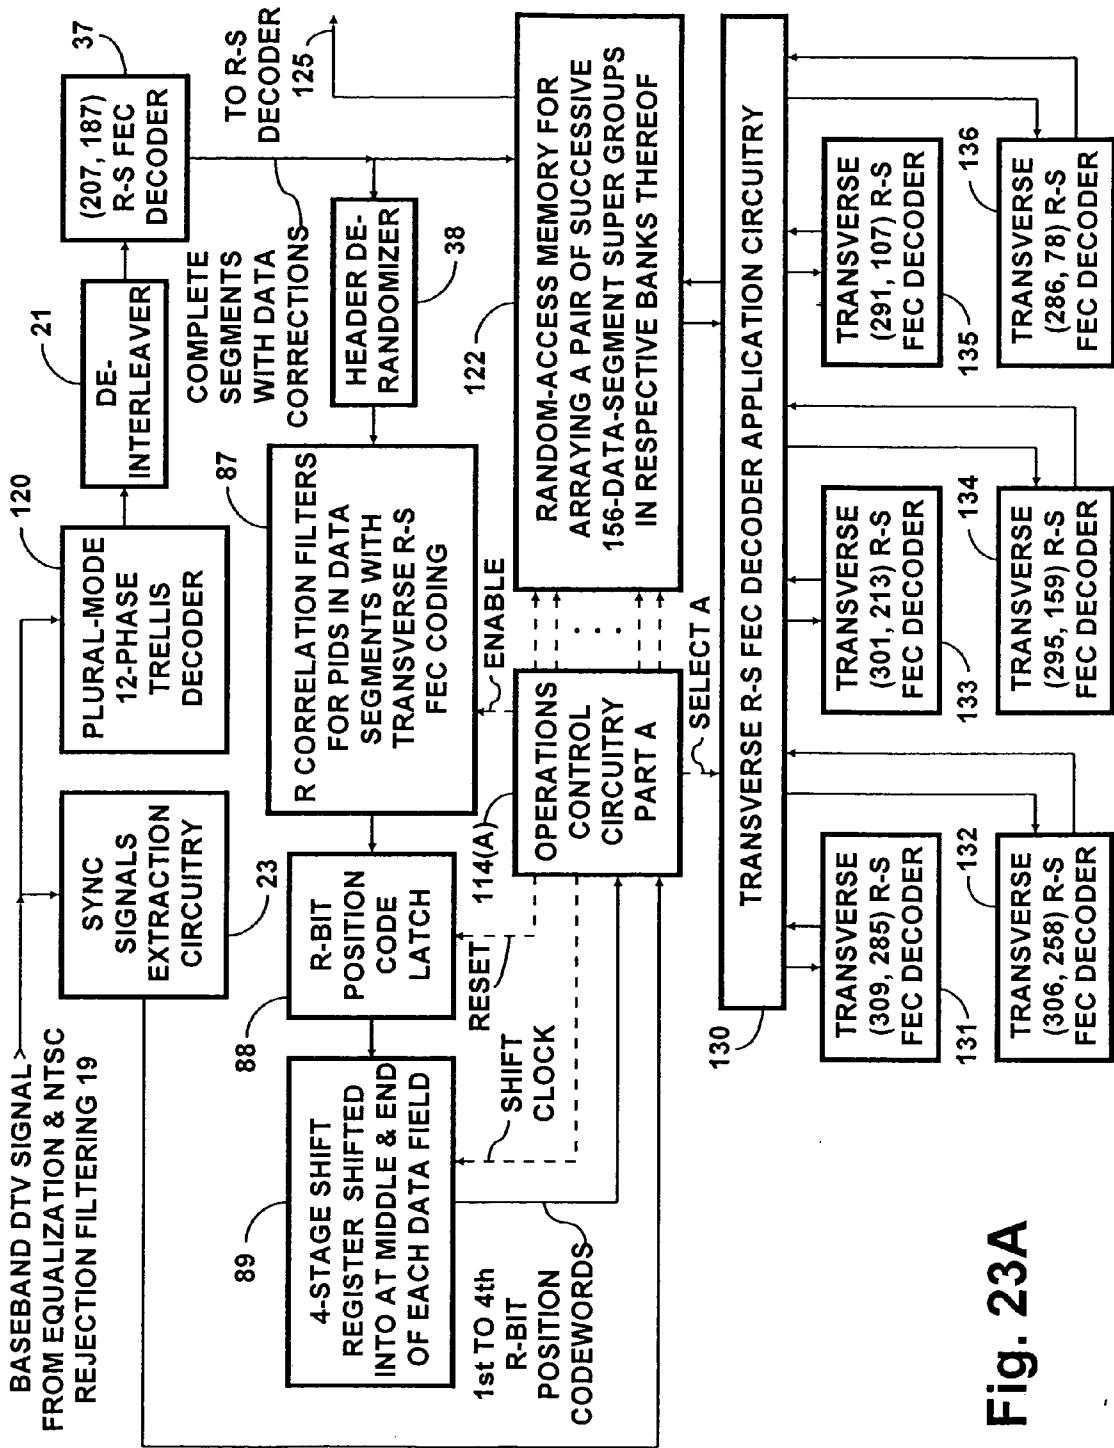 BASEBAND DTV SIGNAL
FROM EQUALIZATION & NTSC
REJECTION FILTERING 19
SYNC
SIGNALS
EXTRACTION
CIRCUITRY
23
PLURAL-MODE
12-PHASE
TRELLIS
DECODER
120
DE-
INTERLEAVER
21
(207, 187)
R-S FEC
DECODER
37
TO R-S
DECODER
125
COMPLETE
SEGMENTS
WITH DATA
CORRECTIONS
HEADER DE-
RANDOMIZER
38
R CORRELATION FILTERS
FOR PIDS IN DATA
SEGMENTS WITH
TRANSVERSE R-S
FEC CODING
87
R-BIT
POSITION
CODE
LATCH
88
4-STAGE SHIFT
REGISTER SHIFTED
INTO AT MIDDLE & END
OF EACH DATA FIELD
89
1st TO 4th
R-BIT
POSITION
CODEWORDS
SHIFT
CLOCK
RESET
114(A)
OPERATIONS
CONTROL
CIRCUITRY
PART A
ENABLE
SELECT A
RANDOM-ACCESS MEMORY FOR
ARRAYING A PAIR OF SUCCESSIVE
156-DATA-SEGMENT SUPER GROUPS
IN RESPECTIVE BANKS THEREOF
122
TRANSVERSE R-S FEC DECODER APPLICATION CIRCUITRY
130
TRANSVERSE
(309, 285) R-S
FEC DECODER
131
TRANSVERSE
(306, 258) R-S
FEC DECODER
132
TRANSVERSE
(301, 213) R-S
FEC DECODER
133
TRANSVERSE
(295, 159) R-S
FEC DECODER
134
TRANSVERSE
(291, 107) R-S
FEC DECODER
135
TRANSVERSE
(286, 78) R-S
FEC DECODER
136
Fig. 23A